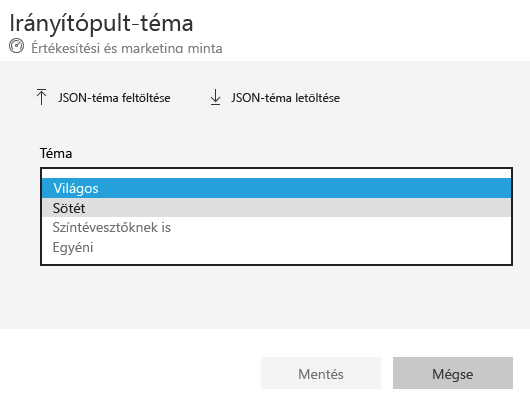 Irányítópult-téma
Értékesítési és marketing minta
JSON-téma feltöltése JSON-téma letöltése
Téma
Világos
Sötét
Színtévesztőknek is
Egyéni
Mentés Mégse